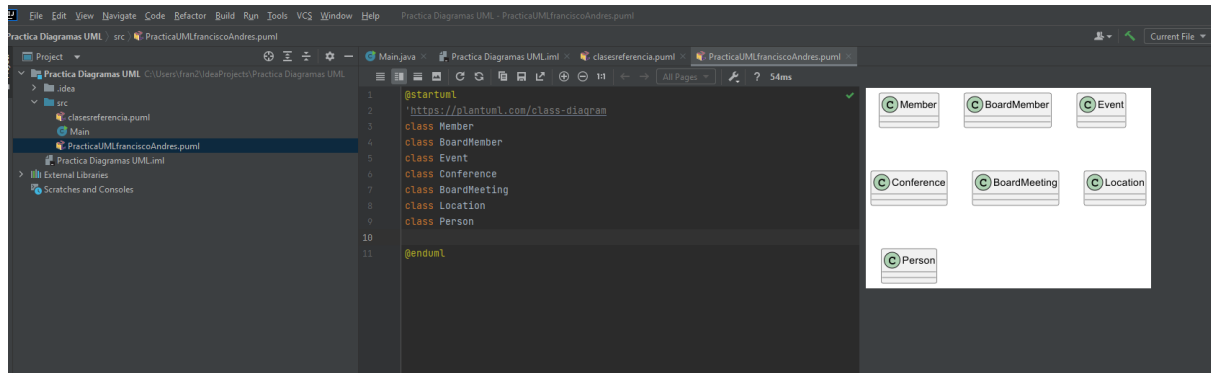 File Edit View Navigate Code Refactor Build Run Tools VCS Window Help Practica Diagramas UML - PracticaUMLfranciscoAndres.puml
Practica Diagramas UML src PracticaUMLfranciscoAndres.puml Current File
Project
Main.java Practica Diagramas UML.iml clasesreferencia.puml PracticaUMLfranciscoAndres.puml
Practica Diagramas UML C:\Users\fran2\IdeaProjects\Practica Diagramas UML
.idea
src
clasesreferencia.puml
Main
PracticaUMLfranciscoAndres.puml
Practica Diagramas UML.iml
External Libraries
Scratches and Consoles
1:1 All Pages ? 54ms
1 @startuml
2 'https://plantuml.com/class-diagram
3 class Member
4 class BoardMember
5 class Event
6 class Conference
7 class BoardMeeting
8 class Location
9 class Person
10
11 @enduml
C Member C BoardMember C Event
C Conference C BoardMeeting C Location
C Person